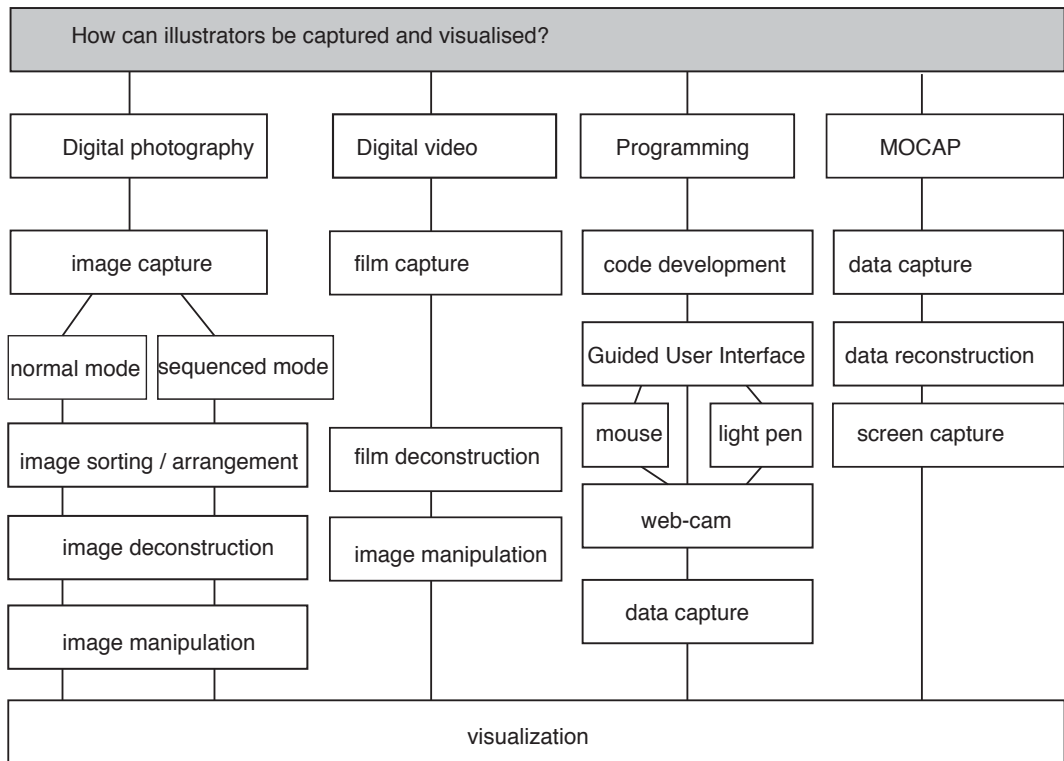 How can illustrators be captured and visualised?
Digital photography
Digital video
Programming
MOCAP
image capture
film capture
code development
data capture
normal mode
sequenced mode
Guided User Interface
data reconstruction
mouse
light pen
screen capture
image sorting / arrangement
film deconstruction
web-cam
image deconstruction
image manipulation
data capture
image manipulation
visualization